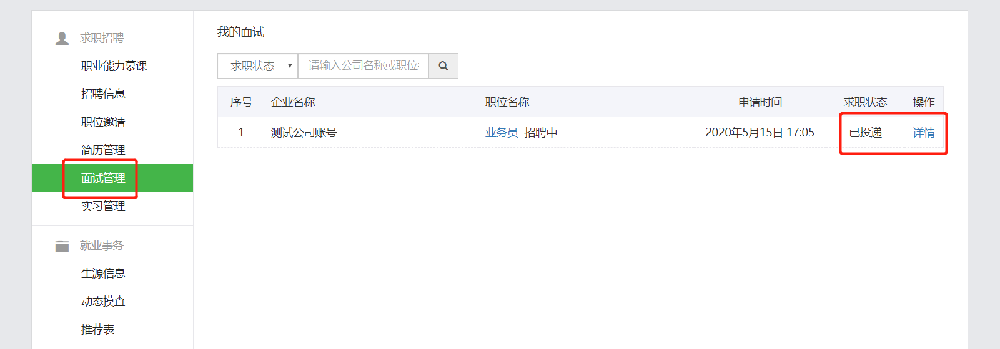 求职招聘
职业能力慕课
招聘信息
职位邀请
简历管理
面试管理
实习管理
就业事务
生源信息
动态摸查
推荐表
我的面试
求职状态 请输入公司名称或职位
序号 企业名称 职位名称 申请时间 求职状态 操作
1 测试公司账号 业务员 招聘中 2020年5月15日 17:05 已投递 详情